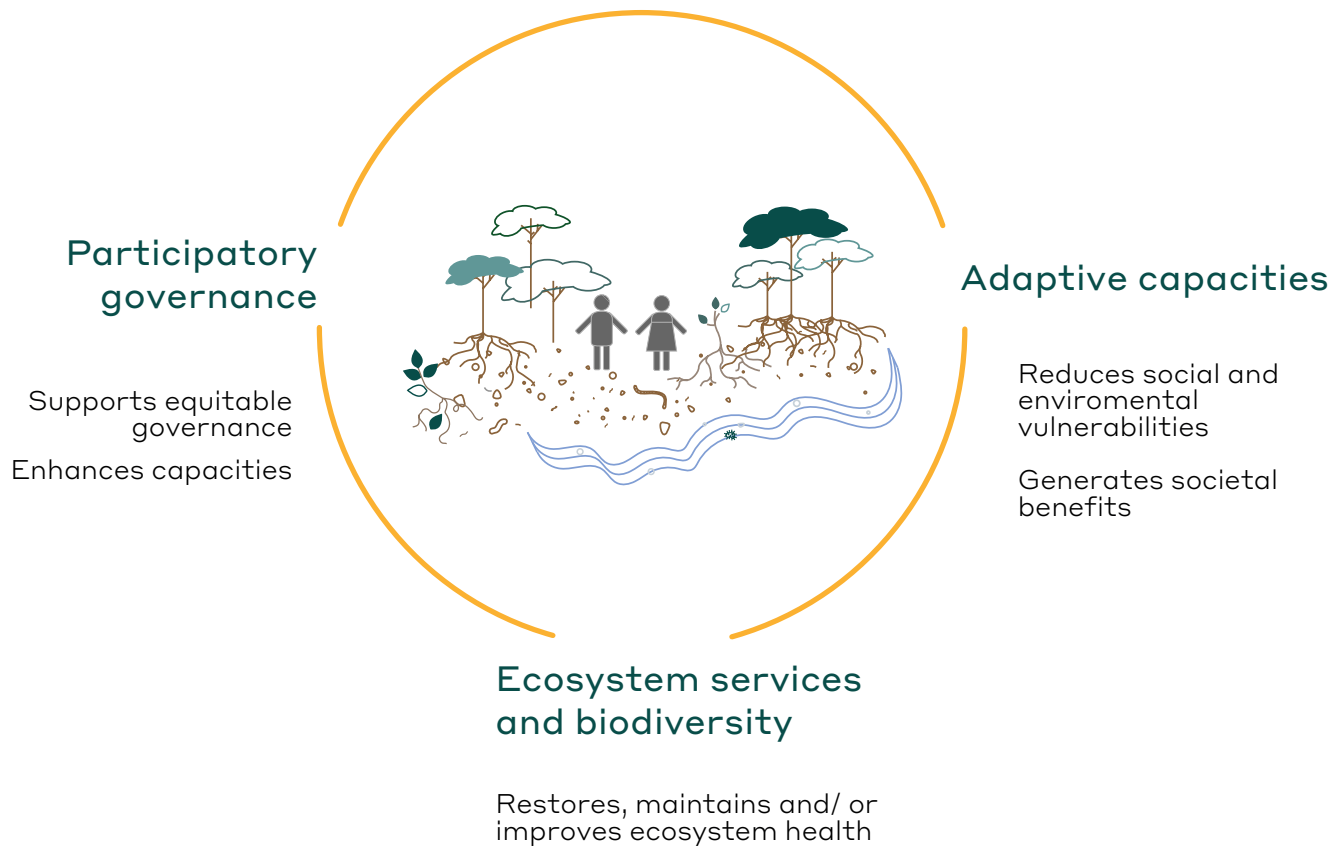 Participatory
governance
Supports equitable
governance
Enhances capacities
Adaptive capacities
Reduces social and
enviromental
vulnerabilities
Generates societal
benefits
Ecosystem services
and biodiversity
Restores, maintains and/ or
improves ecosystem health